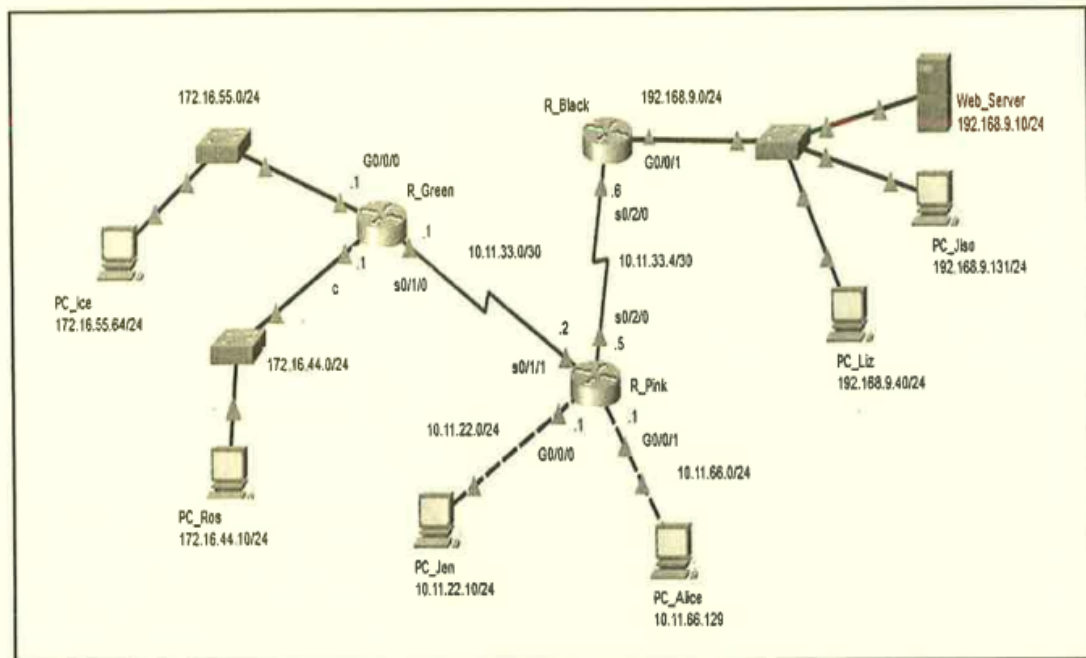 172.16.55.0/24
G0/0/0
.1
R_Green
.1
s0/1/0
.1
c
PC_Ice
172.16.55.64/24
172.16.44.0/24
PC_Ros
172.16.44.10/24
10.11.33.0/30
R_Black
192.168.9.0/24
G0/0/1
.6
s0/2/0
10.11.33.4/30
s0/2/0
.5
.2
s0/1/1
R_Pink
.1
G0/0/0
10.11.22.0/24
.1
G0/0/1
10.11.66.0/24
PC_Jen
10.11.22.10/24
PC_Alice
10.11.66.129
Web_Server
192.168.9.10/24
PC_Jiso
192.168.9.131/24
PC_Liz
192.168.9.40/24